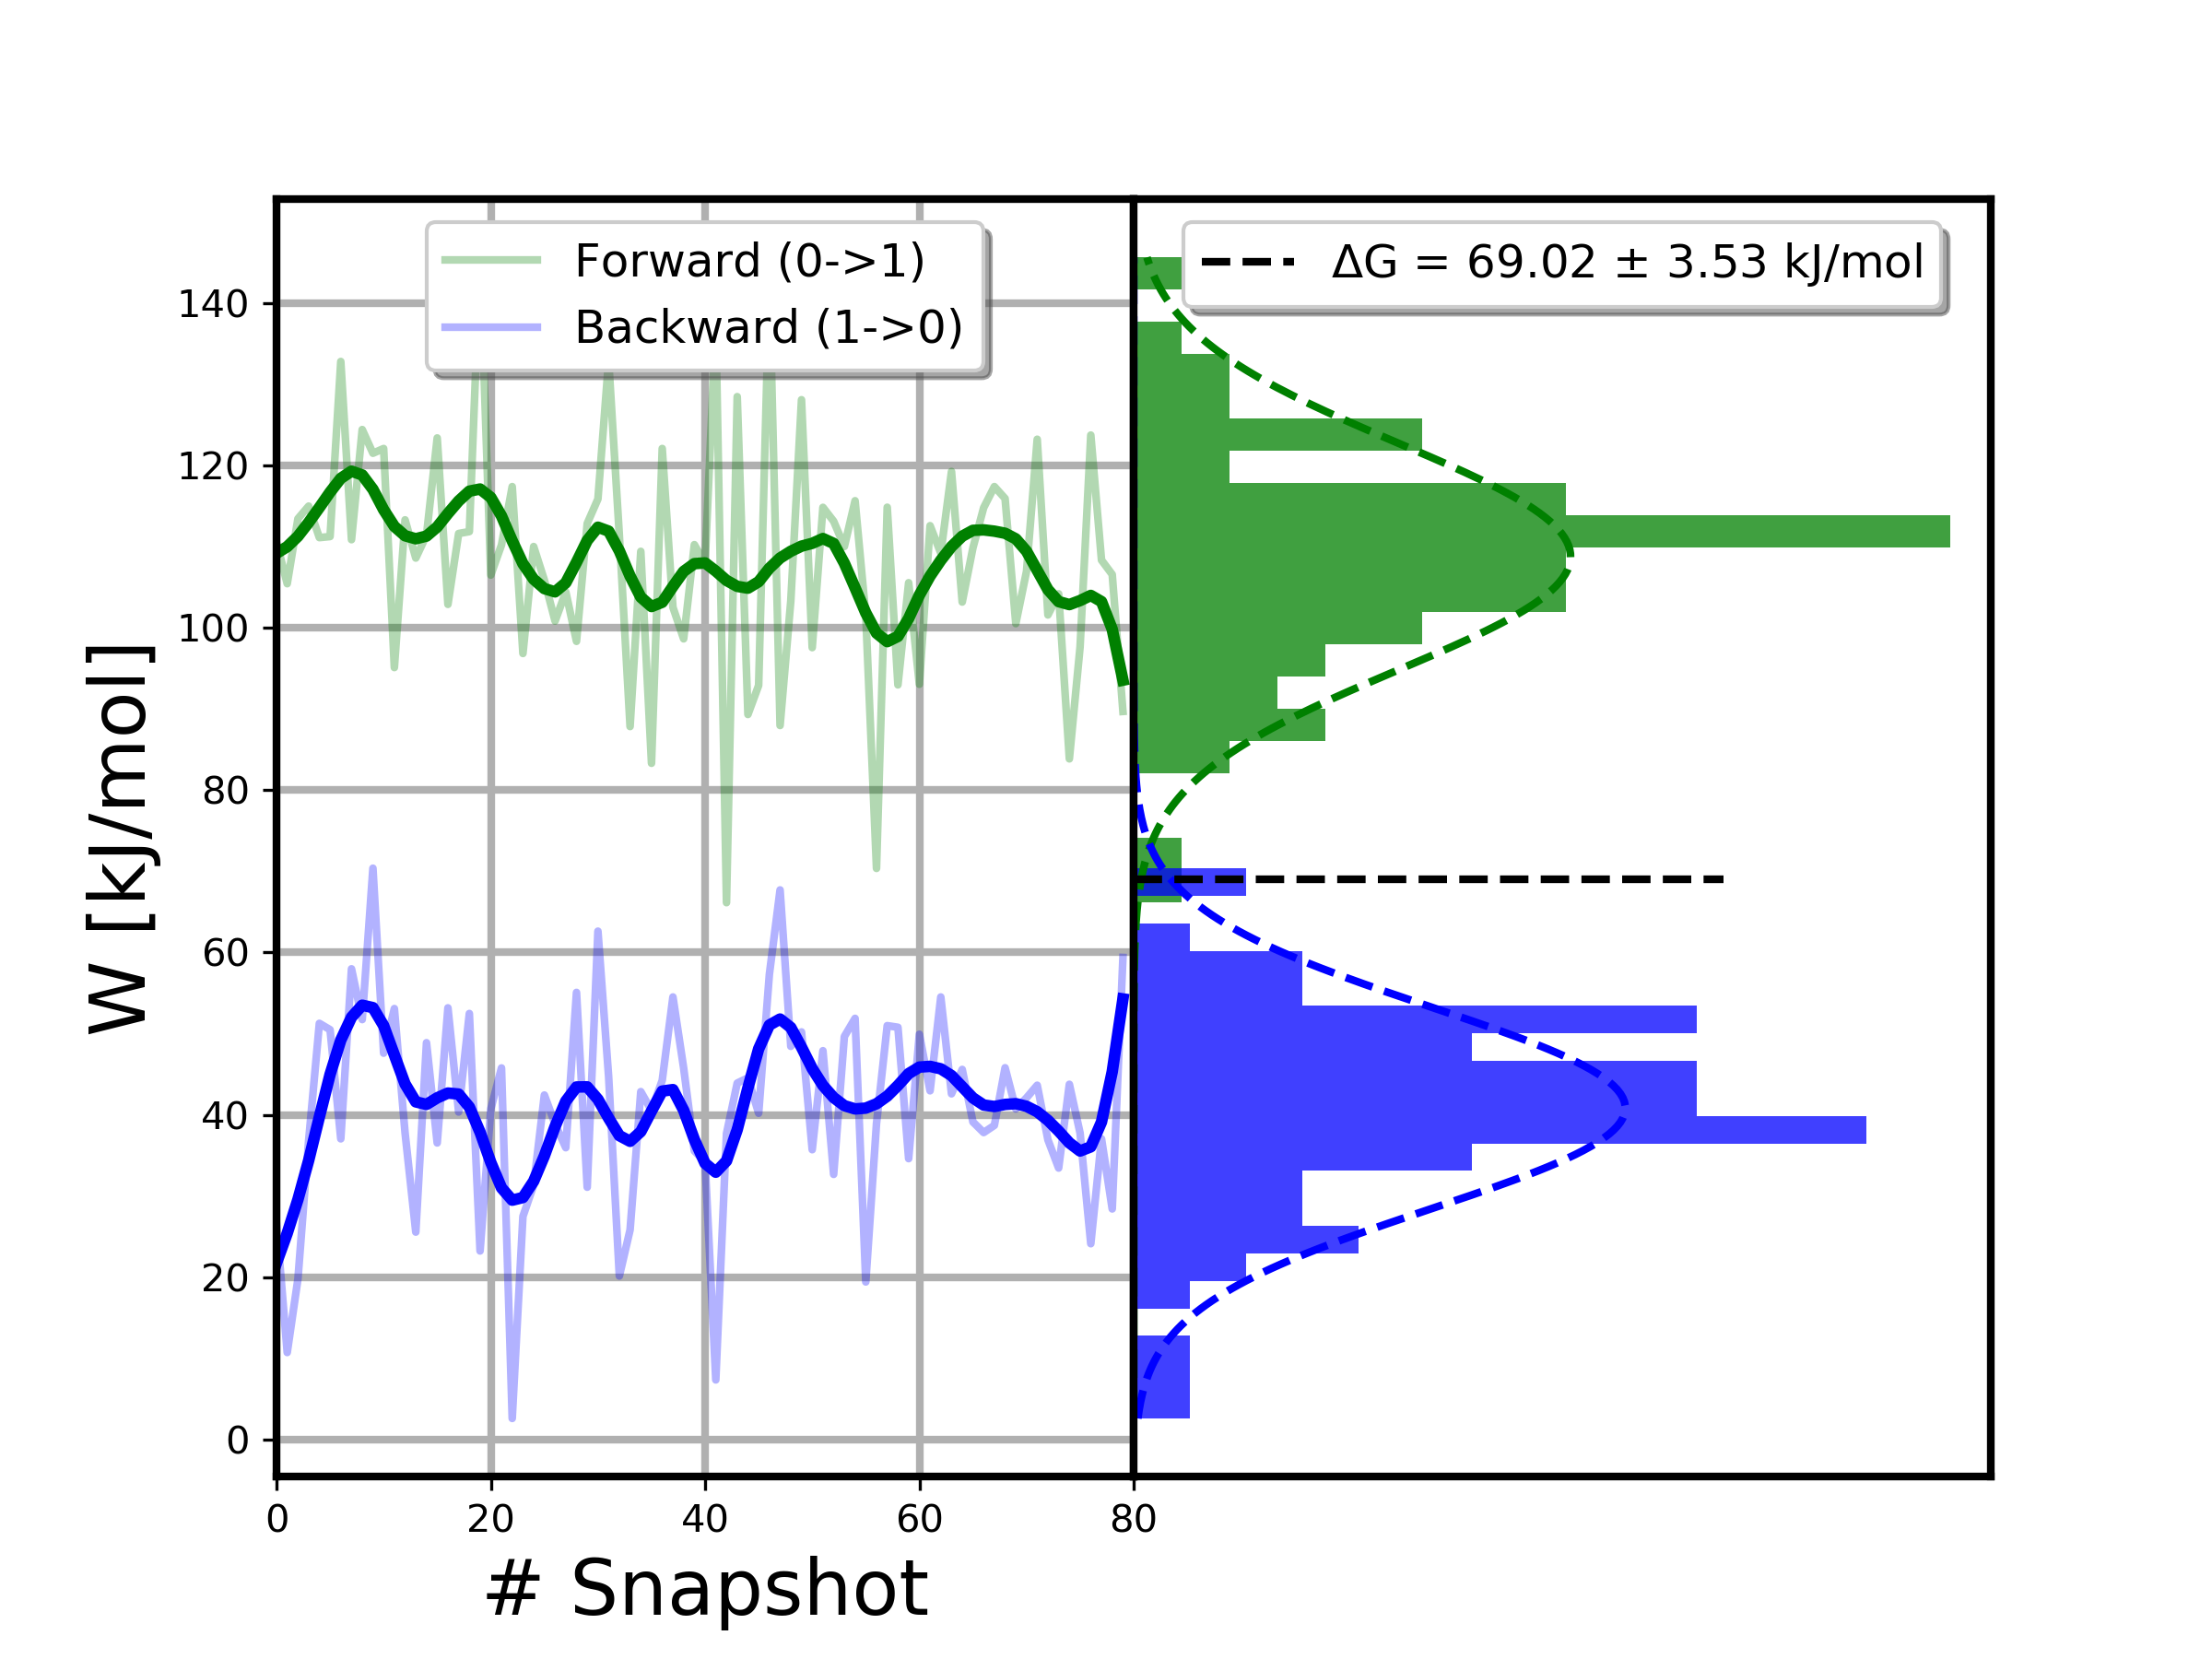 Forward (0->1)
Backward (1->0)
ΔG = 69.02 ± 3.53 kJ/mol
W [kJ/mol]
140
120
100
80
60
40
20
0
0 20 40 60 80
# Snapshot